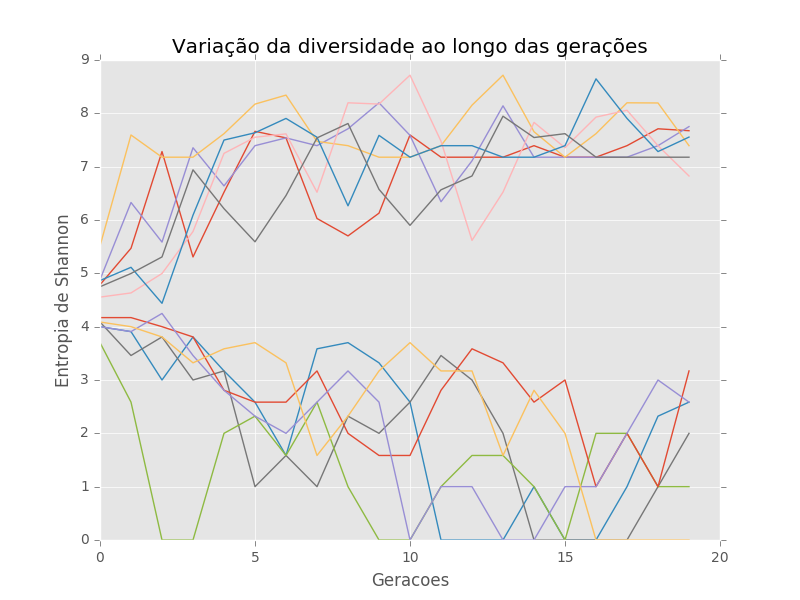 Variação da diversidade ao longo das gerações
9
8
7
6
5
4
3
2
1
0
Entropia de Shannon
0 5 10 15 20
Geracoes